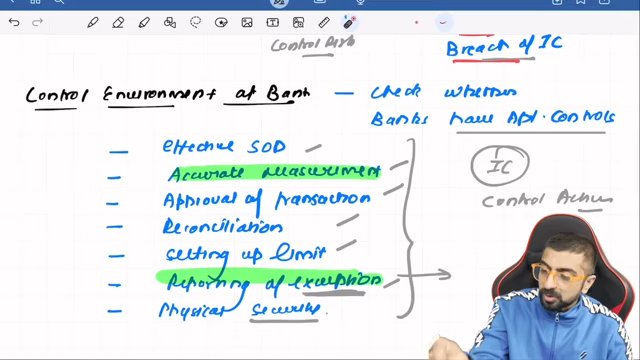 Control Risk
Breach of IC
Control Environment at Bank — Check whether
Banks have Apt. Controls
— Effective SOD
— Accurate measurement
— Approval of transaction
— Reconciliation
— Setting up limit
— Reporting of exception
— Physical Security.
IC
Control Action